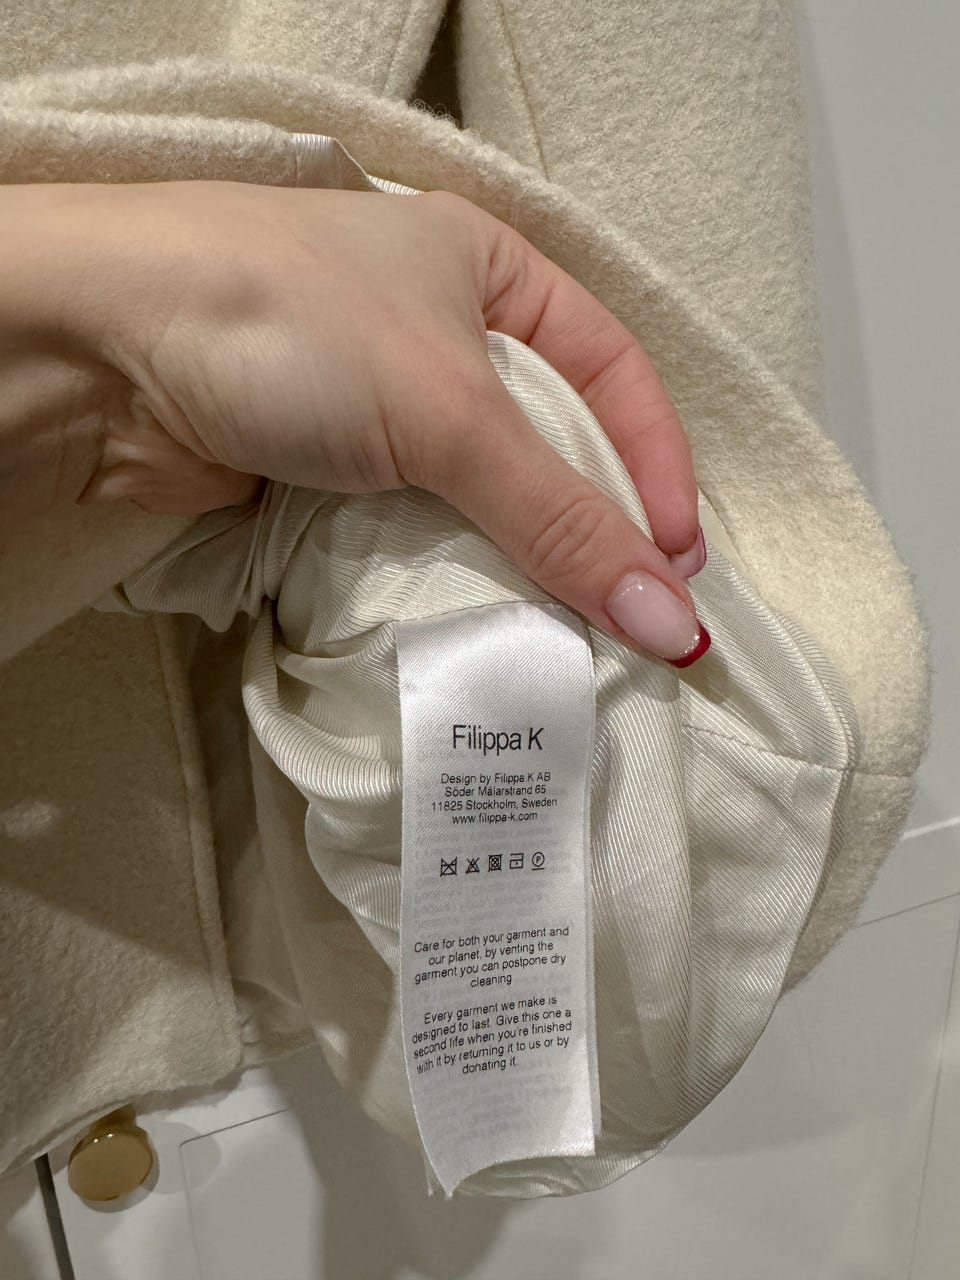 Filippa K
Design by Filippa K AB
Söder Mälarstrand 65
11825 Stockholm, Sweden
www.filippa-k.com
P
Care for both your garment and
our planet, by venting the
garment you can postpone dry
cleaning
Every garment we make is
designed to last. Give this one a
second life when you're finished
with it by returning it to us or by
donating it.